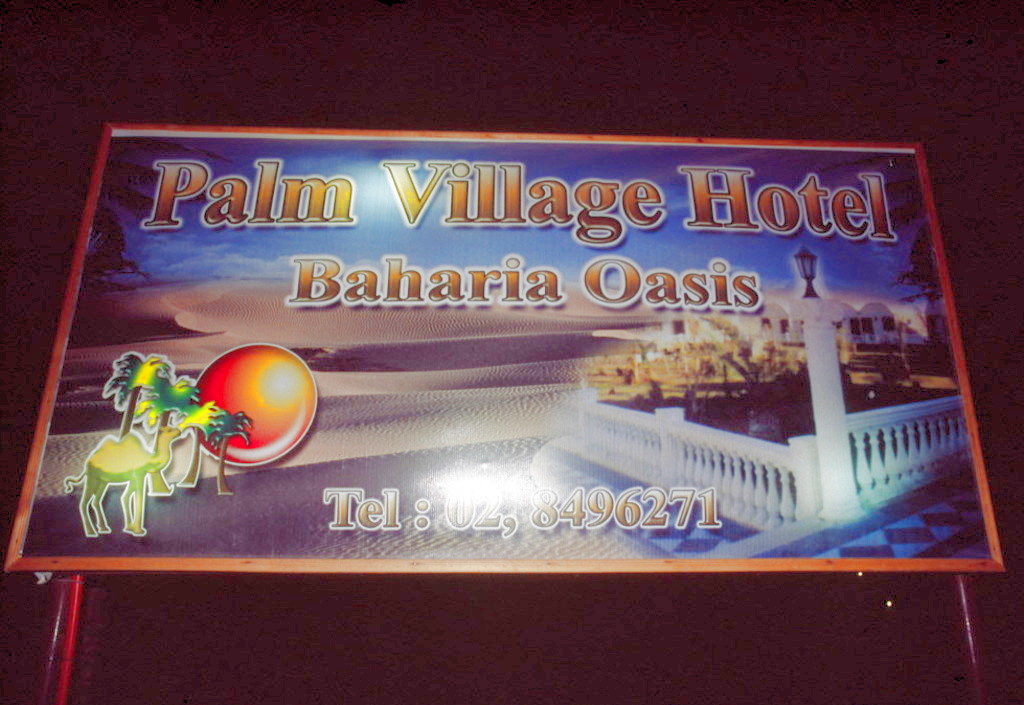 Palm Village Hotel
Baharia Oasis
Tel : 02, 8496271